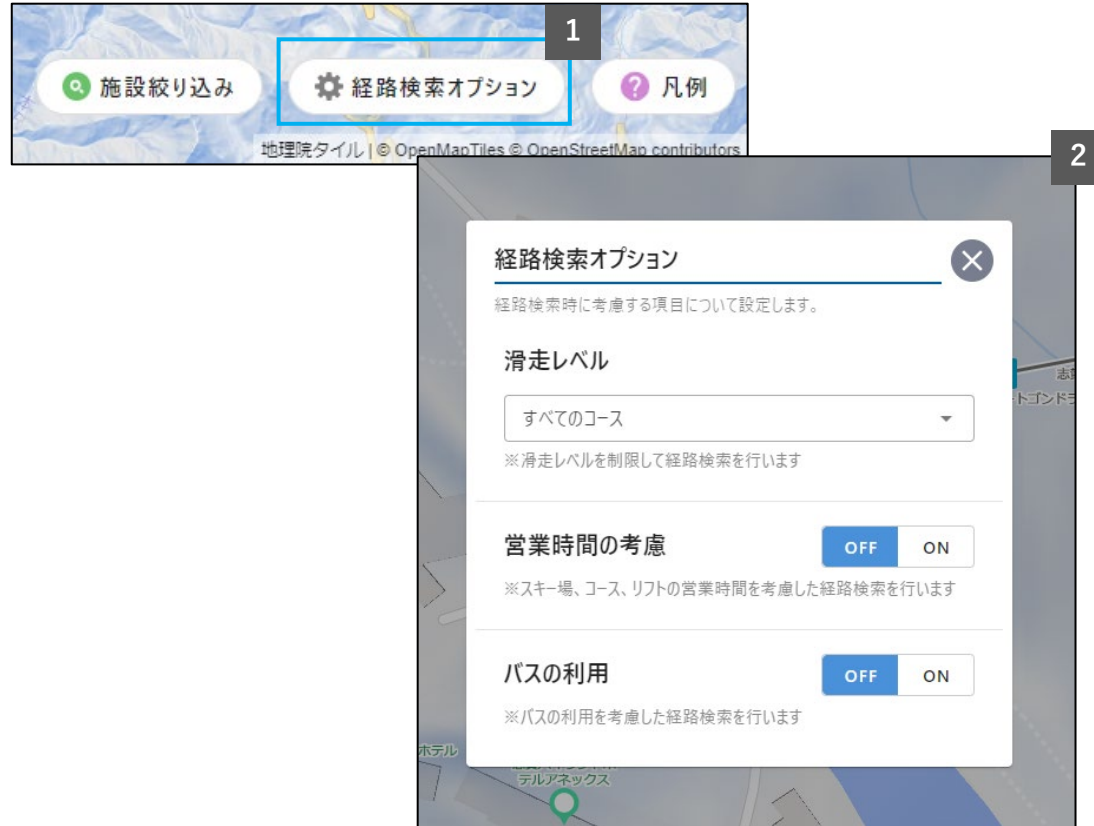 1
施設絞り込み
経路検索オプション
凡例
地理院タイル | © OpenMapTiles © OpenStreetMap contributors
2
経路検索オプション
経路検索時に考慮する項目について設定します。
滑走レベル
すべてのコース
※滑走レベルを制限して経路検索を行います
営業時間の考慮
OFF
ON
※スキー場、コース、リフトの営業時間を考慮した経路検索を行います
バスの利用
OFF
ON
※バスの利用を考慮した経路検索を行います
ホテル
テルアネックス